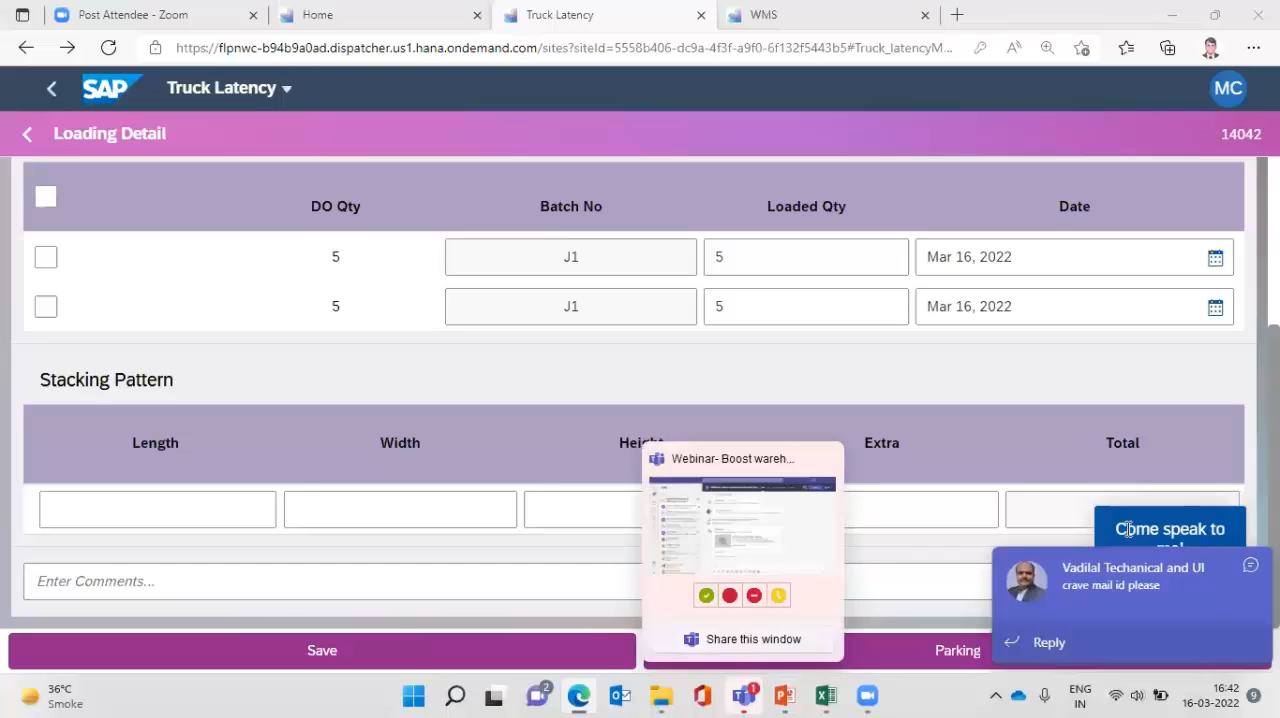 Post Attendee - Zoom
Home
Truck Latency
WMS
https://flpnwc-b94b9a0ad.dispatcher.us1.hana.ondemand.com/sites?siteId=5558b406-dc9a-4f3f-a9f0-6f132f5443b5#Truck_latencyM...
SAP
Truck Latency
MC
Loading Detail
14042
DO Qty
Batch No
Loaded Qty
Date
5
J1
5
Mar 16, 2022
5
J1
5
Mar 16, 2022
Stacking Pattern
Length
Width
Extra
Total
Webinar- Boost wareh...
Come speak to
Enter Comments...
Vadilal Techanical and UI
crave mail id please
Share this window
Reply
Save
Parking
36°C
Smoke
2
1
ENG
IN
16:42
16-03-2022
9